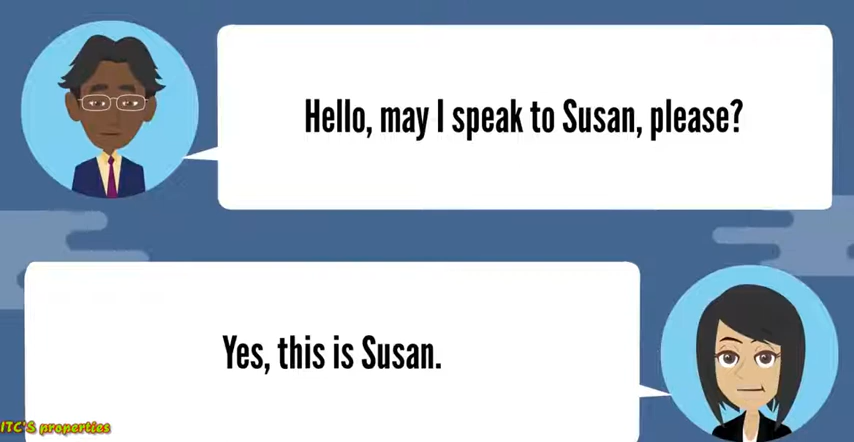 Hello, may I speak to Susan, please?
Yes, this is Susan.
ITC'S properties